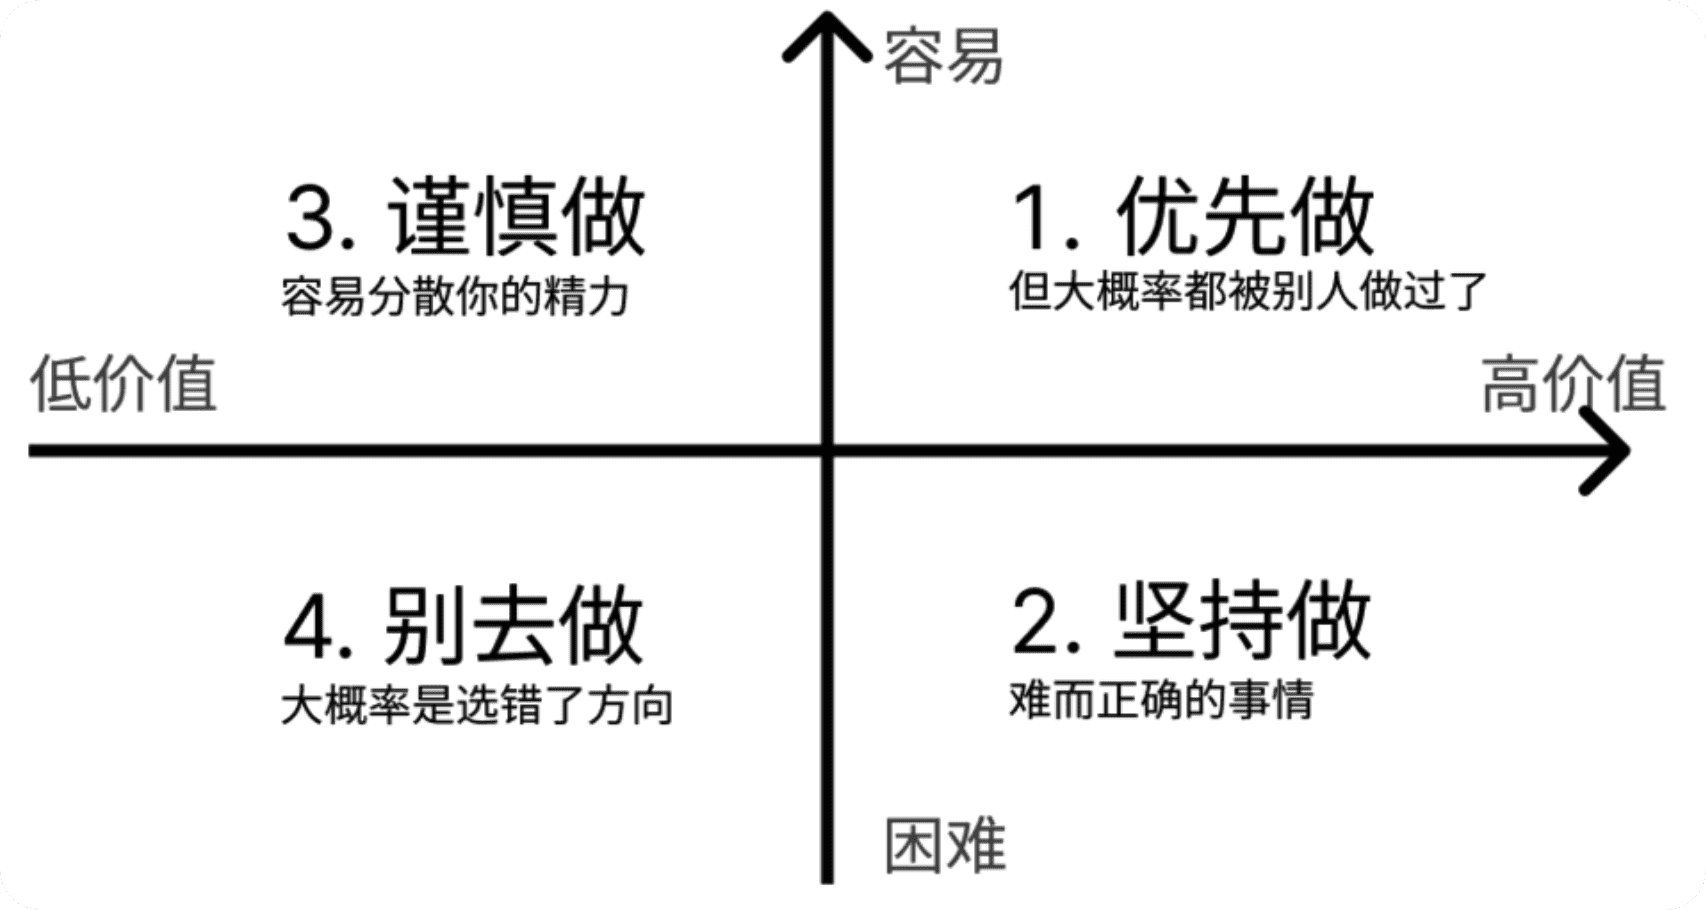 容易
3. 谨慎做
容易分散你的精力
1. 优先做
但大概率都被别人做过了
低价值
高价值
4. 别去做
大概率是选错了方向
2. 坚持做
难而正确的事情
困难